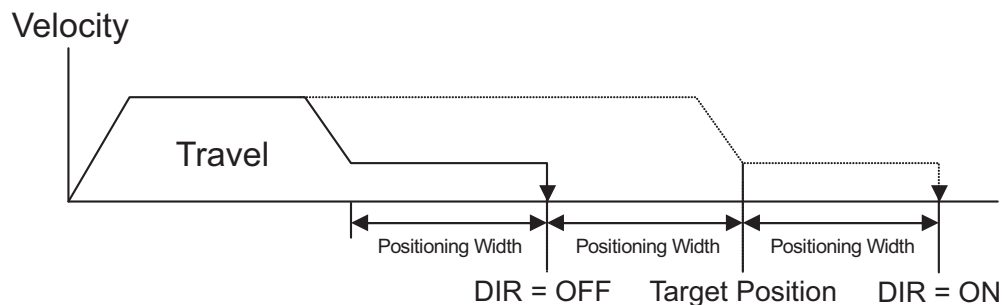 Velocity
Travel
Positioning Width
Positioning Width
Positioning Width
DIR = OFF
Target Position
DIR = ON